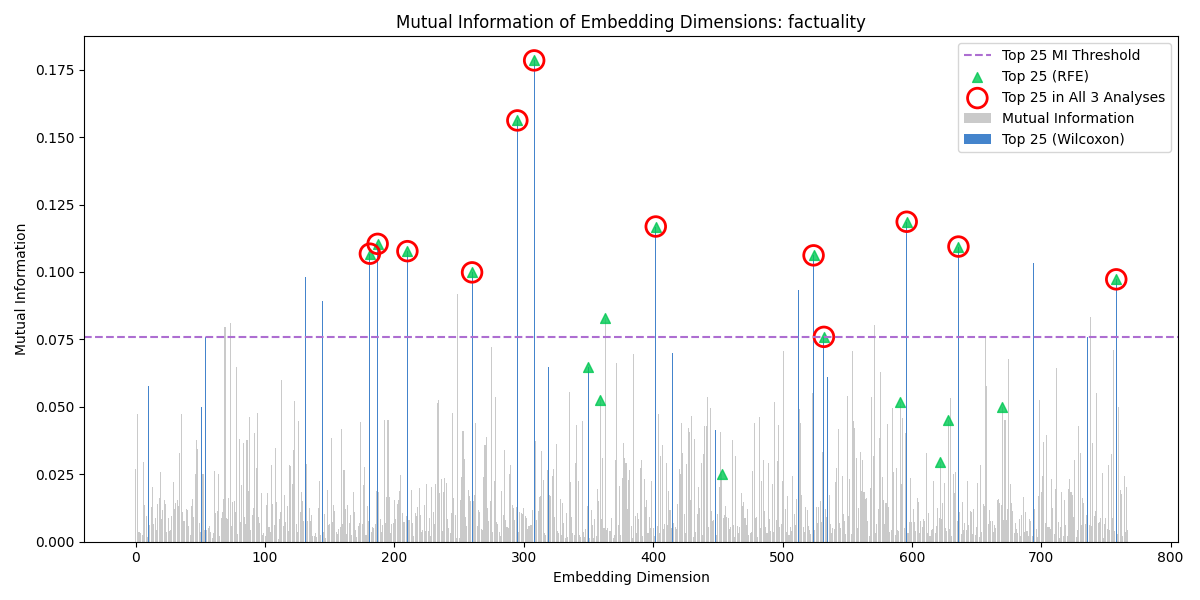 Mutual Information of Embedding Dimensions: factuality
Mutual Information
0.175
0.150
0.125
0.100
0.075
0.050
0.025
0.000
Top 25 MI Threshold
Top 25 (RFE)
Top 25 in All 3 Analyses
Mutual Information
Top 25 (Wilcoxon)
0 100 200 300 400 500 600 700 800
Embedding Dimension